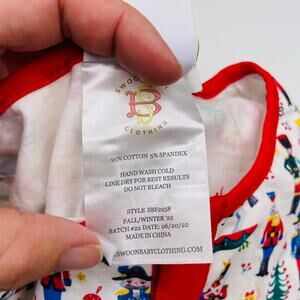 SWOON BABY
CLOTHING
95% COTTON 5% SPANDEX
HAND WASH COLD
LINE DRY FOR BEST RESULTS
DO NOT BLEACH
STYLE SBF2258
FALL/WINTER '22
BATCH #22 DATE: 06/20/22
MADE IN CHINA
.SWOONBABYCLOTHING.COM